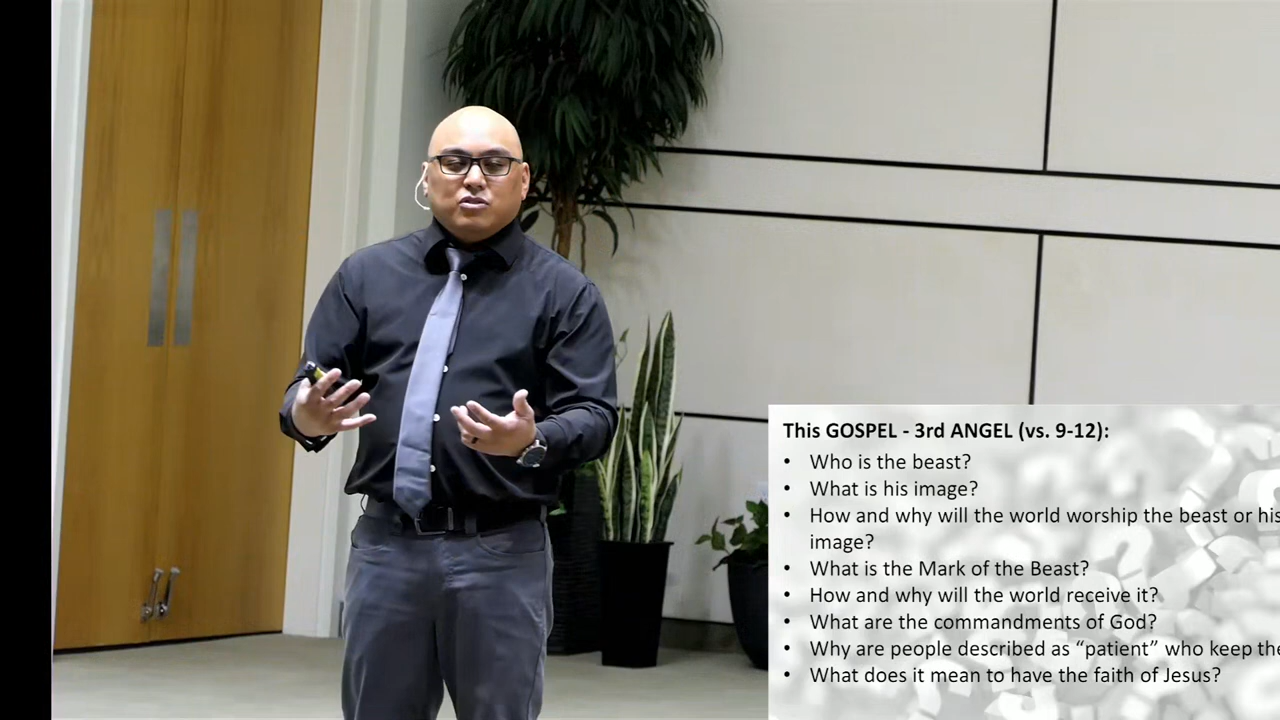 This GOSPEL - 3rd ANGEL (vs. 9-12):
• Who is the beast?
• What is his image?
• How and why will the world worship the beast or his
image?
• What is the Mark of the Beast?
• How and why will the world receive it?
• What are the commandments of God?
• Why are people described as “patient” who keep the
• What does it mean to have the faith of Jesus?